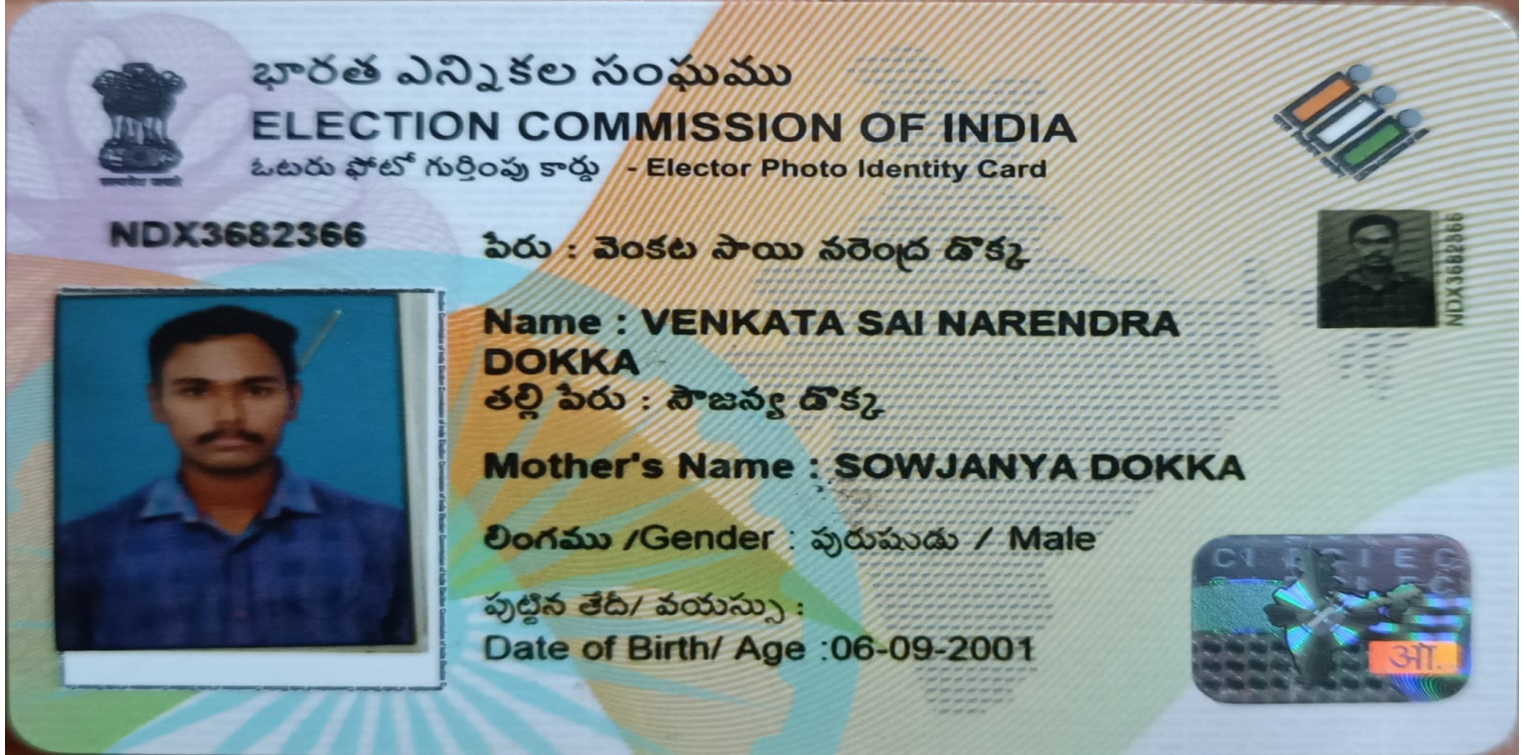 భారత ఎన్నికల సంఘము
ELECTION COMMISSION OF INDIA
ఓటరు ఫోటో గుర్తింపు కార్డు - Elector Photo Identity Card
NDX3682366
పేరు : వెంకట సాయి నరేంద్ర డొక్క
NDX3682366
Name : VENKATA SAI NARENDRA
DOKKA
తల్లి పేరు : సౌజన్య డొక్క
Mother's Name : SOWJANYA DOKKA
లింగము /Gender : పురుషుడు / Male
పుట్టిన తేదీ/ వయస్సు :
Date of Birth/ Age :06-09-2001
आ.